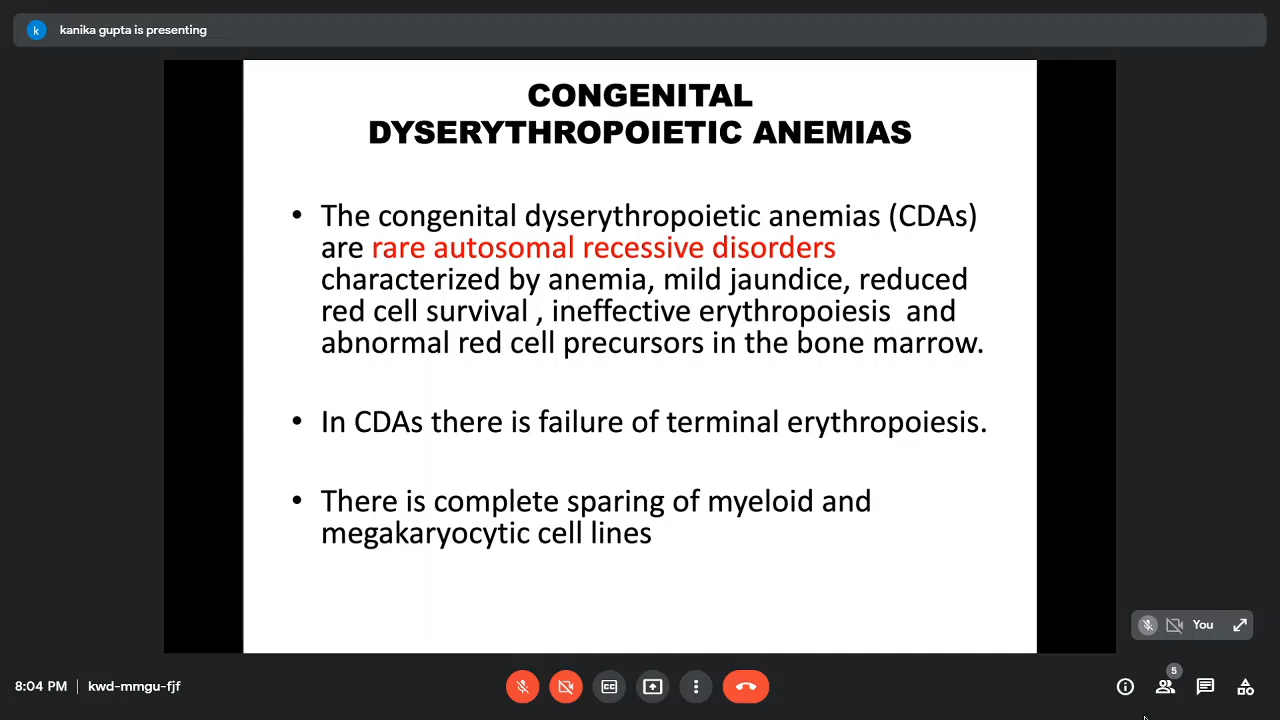 k kanika gupta is presenting
CONGENITAL
DYSERYTHROPOIETIC ANEMIAS
• The congenital dyserythropoietic anemias (CDAs)
are rare autosomal recessive disorders
characterized by anemia, mild jaundice, reduced
red cell survival , ineffective erythropoiesis and
abnormal red cell precursors in the bone marrow.
• In CDAs there is failure of terminal erythropoiesis.
• There is complete sparing of myeloid and
megakaryocytic cell lines
You
5
8:04 PM | kwd-mmgu-fjf
CC